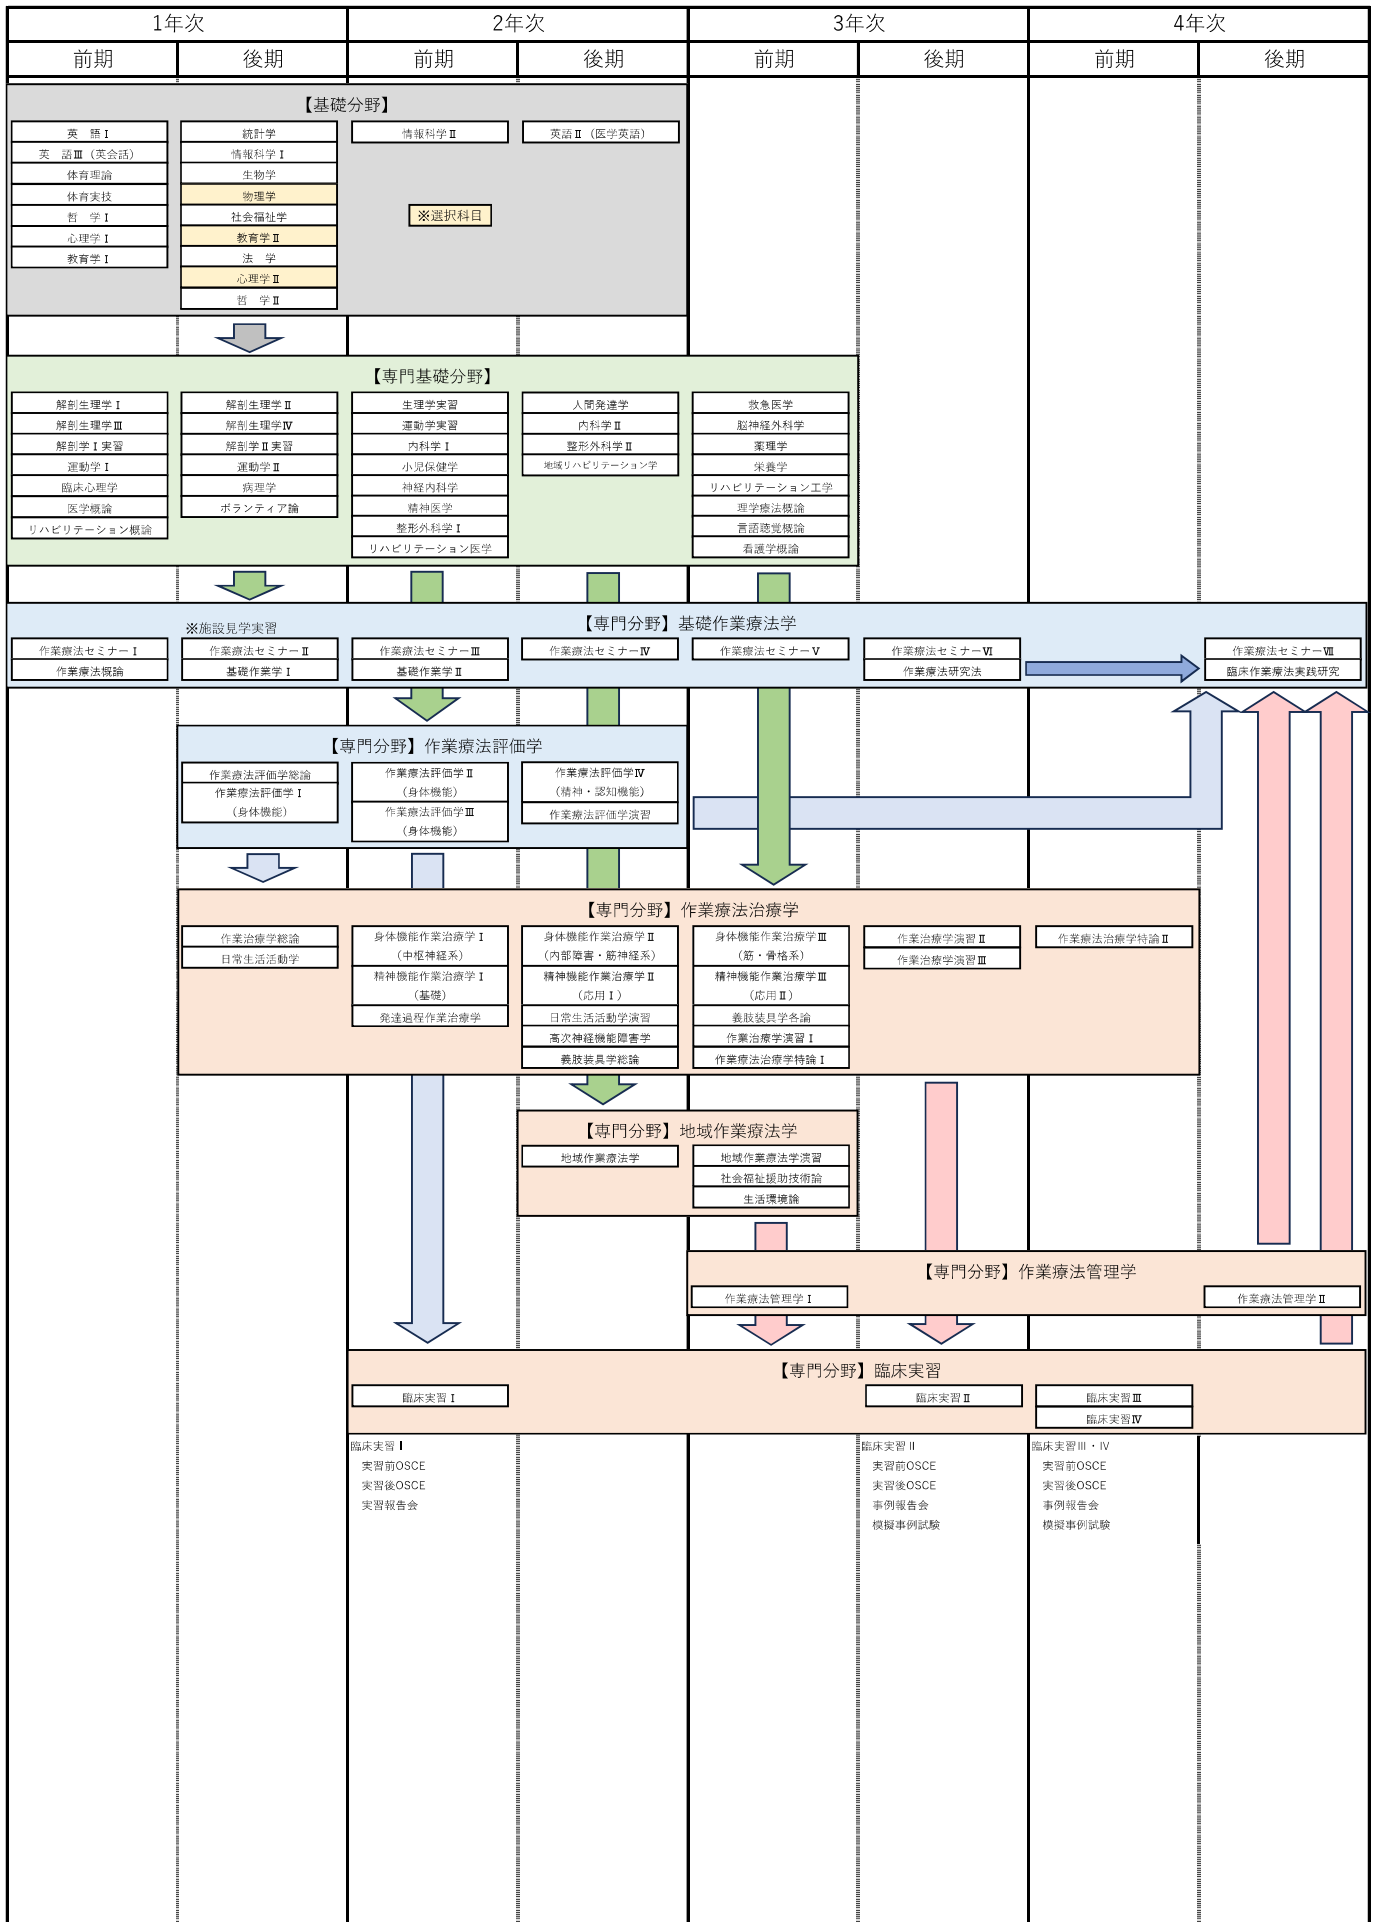 1年次
2年次
3年次
4年次
前期
後期
前期
後期
前期
後期
前期
後期
【基礎分野】
英　語Ⅰ
英　語Ⅲ（英会話）
体育理論
体育実技
哲　学Ⅰ
心理学Ⅰ
教育学Ⅰ
統計学
情報科学Ⅰ
生物学
物理学
社会福祉学
教育学Ⅱ
法　学
心理学Ⅱ
哲　学Ⅱ
情報科学Ⅱ
※選択科目
英語Ⅱ（医学英語）
【専門基礎分野】
解剖生理学Ⅰ
解剖生理学Ⅲ
解剖学Ⅰ実習
運動学Ⅰ
臨床心理学
医学概論
リハビリテーション概論
解剖生理学Ⅱ
解剖生理学Ⅳ
解剖学Ⅱ実習
運動学Ⅱ
病理学
ボランティア論
生理学実習
運動学実習
内科学Ⅰ
小児保健学
神経内科学
精神医学
整形外科学Ⅰ
リハビリテーション医学
人間発達学
内科学Ⅱ
整形外科学Ⅱ
地域リハビリテーション学
救急医学
脳神経外科学
薬理学
栄養学
リハビリテーション工学
理学療法概論
言語聴覚概論
看護学概論
【専門分野】基礎作業療法学
※施設見学実習
作業療法セミナーⅠ
作業療法概論
作業療法セミナーⅡ
基礎作業学Ⅰ
作業療法セミナーⅢ
基礎作業学Ⅱ
作業療法セミナーⅣ
作業療法セミナーⅤ
作業療法セミナーⅥ
作業療法研究法
作業療法セミナーⅦ
臨床作業療法実践研究
【専門分野】作業療法評価学
作業療法評価学総論
作業療法評価学Ⅰ
（身体機能）
作業療法評価学Ⅱ
（身体機能）
作業療法評価学Ⅲ
（身体機能）
作業療法評価学Ⅳ
（精神・認知機能）
作業療法評価学演習
【専門分野】作業療法治療学
作業治療学総論
日常生活活動学
身体機能作業治療学Ⅰ
（中枢神経系）
精神機能作業治療学Ⅰ
（基礎）
発達過程作業治療学
身体機能作業治療学Ⅱ
（内部障害・筋神経系）
精神機能作業治療学Ⅱ
（応用Ⅰ）
日常生活活動学演習
高次神経機能障害学
義肢装具学総論
身体機能作業治療学Ⅲ
（筋・骨格系）
精神機能作業治療学Ⅲ
（応用Ⅱ）
義肢装具学各論
作業治療学演習Ⅰ
作業療法治療学特論Ⅰ
作業治療学演習Ⅱ
作業治療学演習Ⅲ
作業療法治療学特論Ⅱ
【専門分野】地域作業療法学
地域作業療法学
地域作業療法学演習
社会福祉援助技術論
生活環境論
【専門分野】作業療法管理学
作業療法管理学Ⅰ
作業療法管理学Ⅱ
【専門分野】臨床実習
臨床実習Ⅰ
臨床実習Ⅱ
臨床実習Ⅲ
臨床実習Ⅳ
臨床実習Ⅰ
実習前OSCE
実習後OSCE
実習報告会
臨床実習Ⅱ
実習前OSCE
実習後OSCE
事例報告会
模擬事例試験
臨床実習Ⅲ・Ⅳ
実習前OSCE
実習後OSCE
事例報告会
模擬事例試験